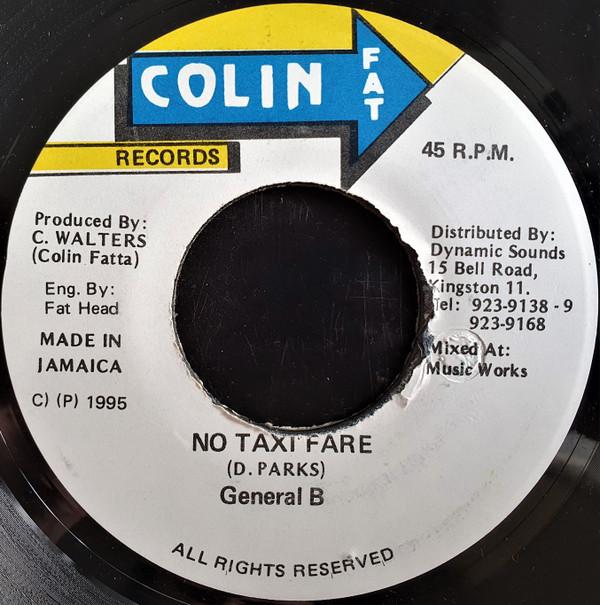 COLIN
FAT
RECORDS
45 R.P.M.
Produced By:
C. WALTERS
(Colin Fatta)
Eng. By:
Fat Head
MADE IN
JAMAICA
C) (P) 1995
Distributed By:
Dynamic Sounds
15 Bell Road,
Kingston 11.
Tel: 923-9138 - 9
923-9168
Mixed At:
Music Works
NO TAXI FARE
(D. PARKS)
General B
ALL RIGHTS RESERVED